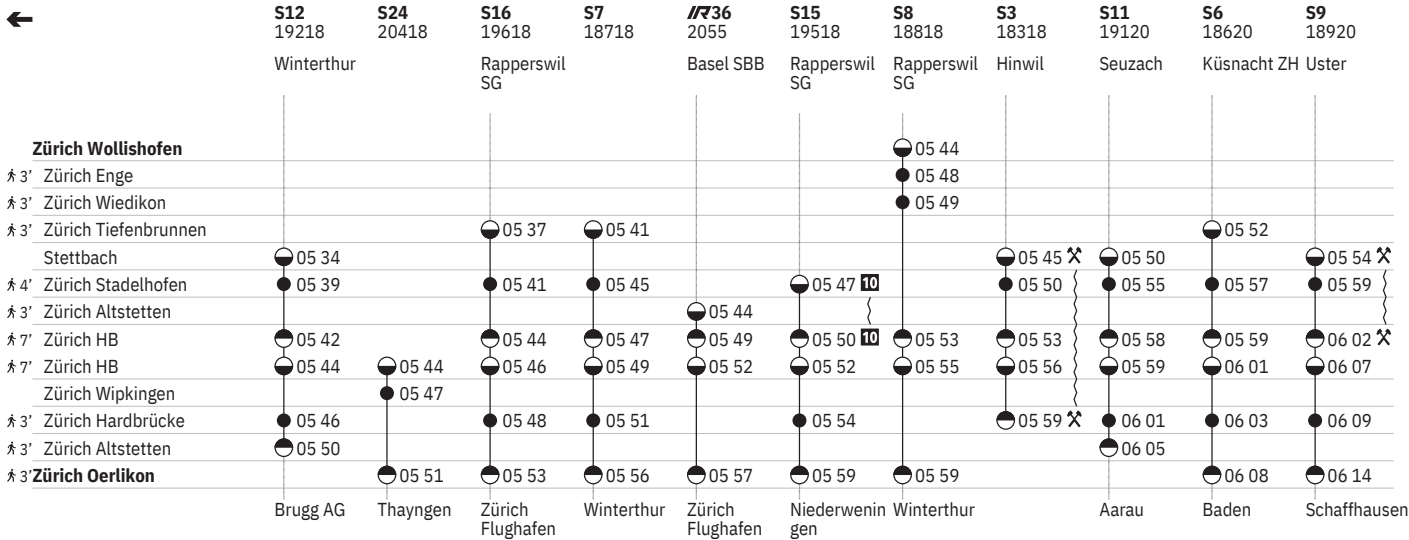 S12 S24 S16 S7 IR36 S15 S8 S3 S11 S6 S9
19218 20418 19618 18718 2055 19518 18818 18318 19120 18620 18920
Winterthur Rapperswil Basel SBB Rapperswil Rapperswil Hinwil Seuzach Küsnacht ZH Uster
SG SG SG
Zürich Wollishofen 05 44
3' Zürich Enge 05 48
3' Zürich Wiedikon 05 49
3' Zürich Tiefenbrunnen 05 37 05 41 05 52
Stettbach 05 34 05 45 05 50 05 54
4' Zürich Stadelhofen 05 39 05 41 05 45 05 47 10 05 50 05 55 05 57 05 59
3' Zürich Altstetten 05 44
7' Zürich HB 05 42 05 44 05 47 05 49 05 50 10 05 53 05 53 05 58 05 59 06 02
7' Zürich HB 05 44 05 44 05 46 05 49 05 52 05 52 05 55 05 56 05 59 06 01 06 07
Zürich Wipkingen 05 47
3' Zürich Hardbrücke 05 46 05 48 05 51 05 54 05 59 06 01 06 03 06 09
3' Zürich Altstetten 05 50 06 05
3' Zürich Oerlikon 05 51 05 53 05 56 05 57 05 59 05 59 06 08 06 14
Brugg AG Thayngen Zürich Winterthur Zürich Niederwenin Winterthur Aarau Baden Schaffhausen
Flughafen Flughafen gen